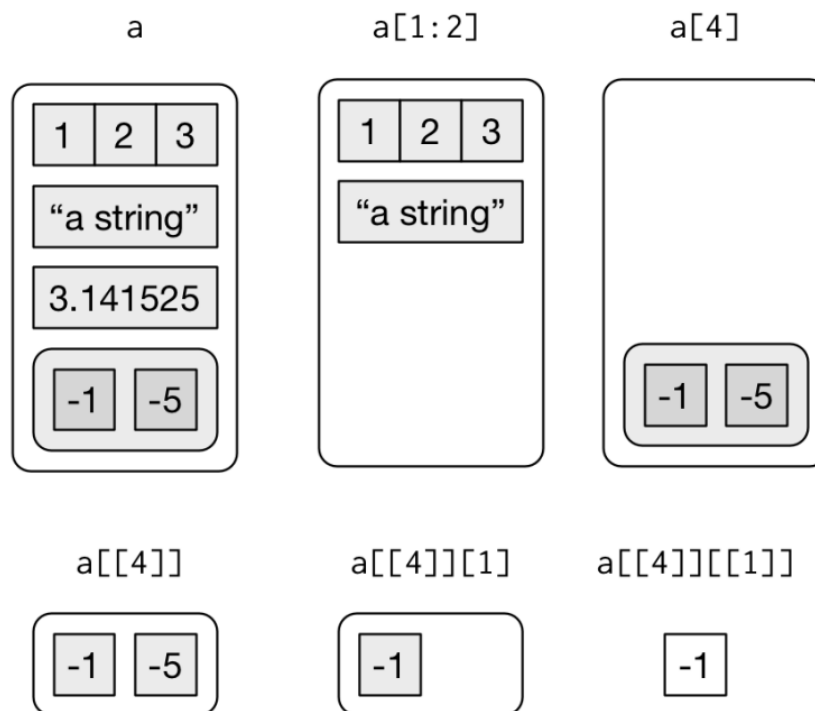 a a[1:2] a[4]
1 2 3 1 2 3
“a string” “a string”
3.141525
-1 -5 -1 -5
a[[4]] a[[4]][1] a[[4]][[1]]
-1 -5 -1 -1